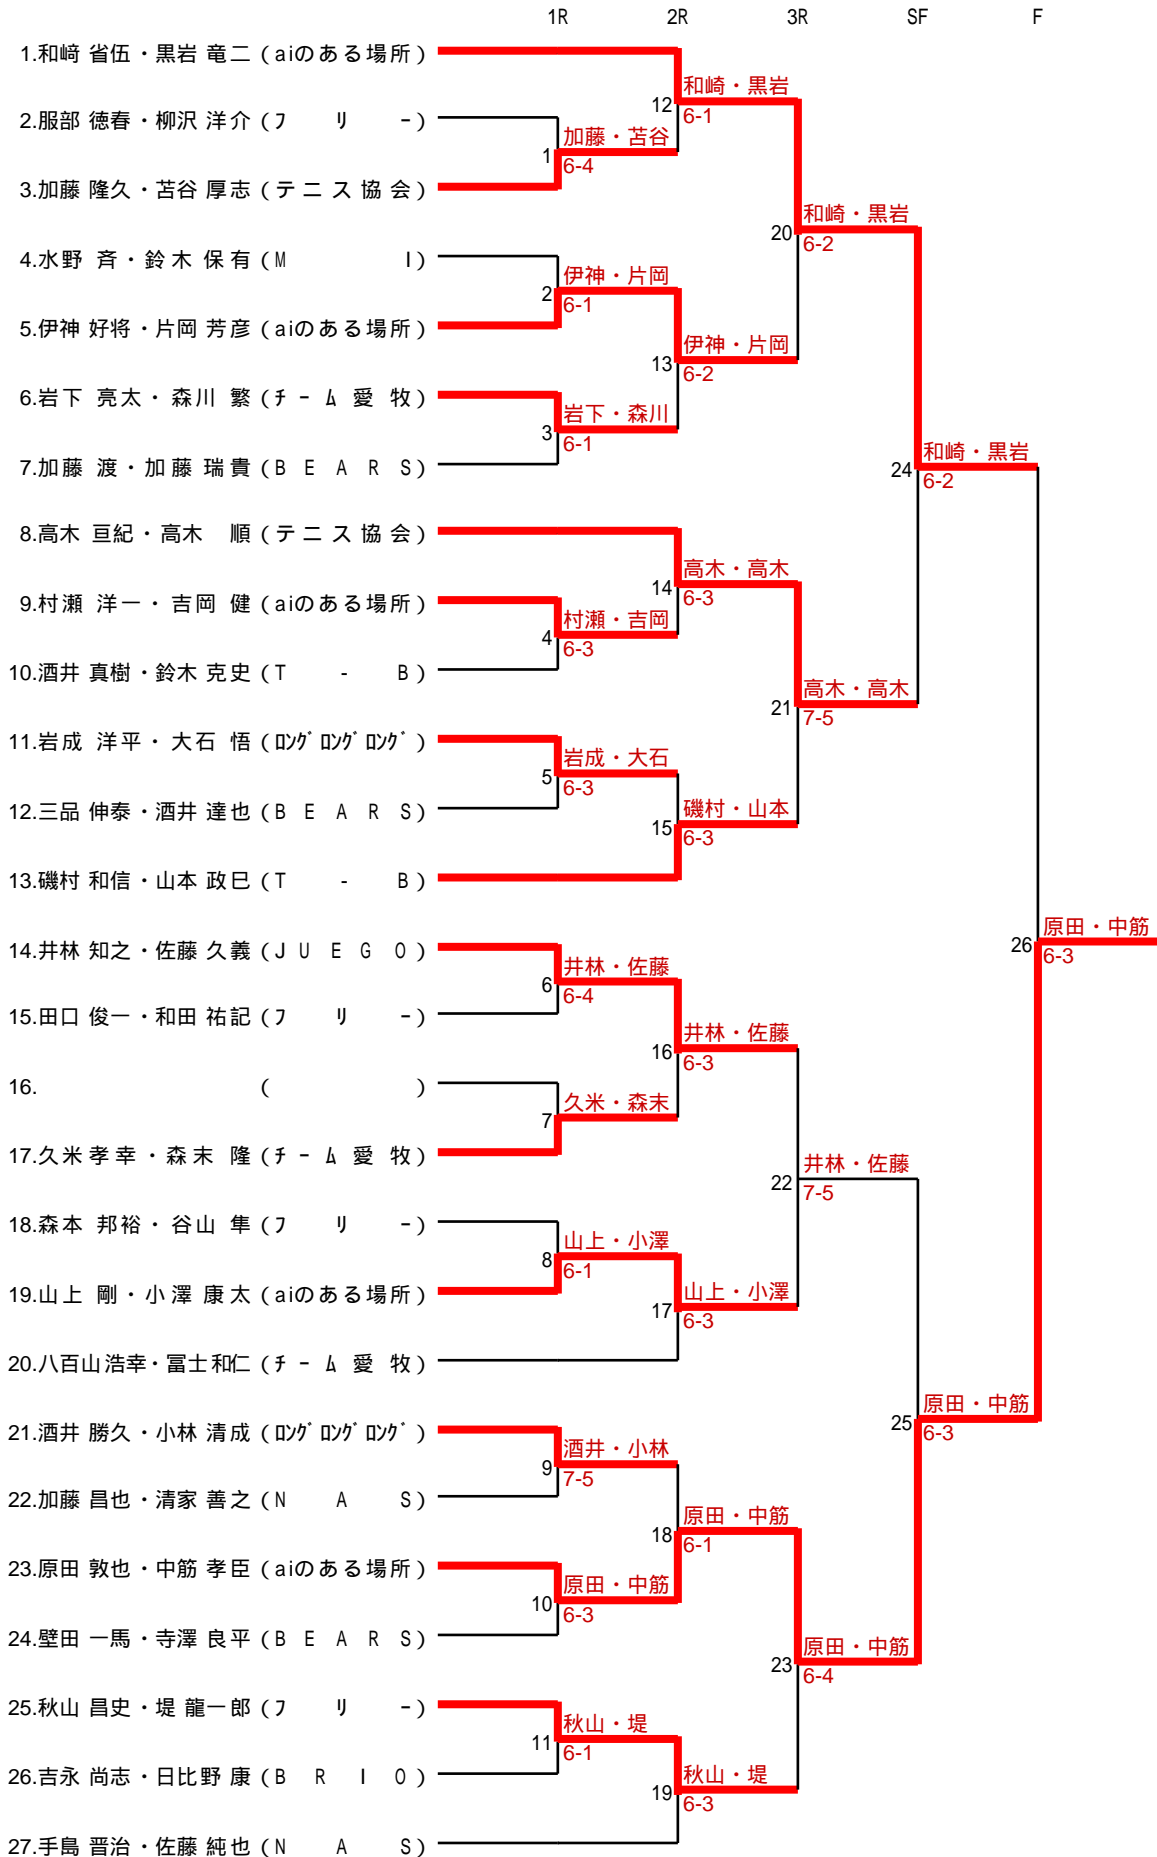 1R 2R 3R SF F
1.和﨑 省伍・黒岩 竜二 (aiのある場所)
和崎・黒岩
12
6-1
2.服部 徳春・柳沢 洋介 (フリー)
加藤・苫谷
1
6-4
3.加藤 隆久・苫谷 厚志 (テニス協会)
和崎・黒岩
20
6-2
4.水野 斉・鈴木 保有 (M I)
伊神・片岡
2
6-1
5.伊神 好将・片岡 芳彦 (aiのある場所)
伊神・片岡
13
6-2
6.岩下 亮太・森川 繁 (チーム愛牧)
岩下・森川
3
6-1
7.加藤 渡・加藤 瑞貴 (BEARS)
和崎・黒岩
24
6-2
8.高木 亘紀・高木 順 (テニス協会)
高木・高木
14
6-3
9.村瀬 洋一・吉岡 健 (aiのある場所)
村瀬・吉岡
4
6-3
10.酒井 真樹・鈴木 克史 (T - B)
高木・高木
21
7-5
11.岩成 洋平・大石 悟 (ロングロングロング)
岩成・大石
5
6-3
12.三品 伸泰・酒井 達也 (BEARS)
磯村・山本
15
6-3
13.磯村 和信・山本 政巳 (T - B)
原田・中筋
26
6-3
14.井林 知之・佐藤 久義 (JUEGO)
井林・佐藤
6
6-4
15.田口 俊一・和田 祐記 (フリー)
井林・佐藤
16
6-3
16. ( )
久米・森末
7
17.久米 孝幸・森末 隆 (チーム愛牧)
井林・佐藤
22
7-5
18.森本 邦裕・谷山 隼 (フリー)
山上・小澤
8
6-1
19.山上 剛・小澤 康太 (aiのある場所)
山上・小澤
17
6-3
20.八百山 浩幸・冨士 和仁 (チーム愛牧)
原田・中筋
25
6-3
21.酒井 勝久・小林 清成 (ロングロングロング)
酒井・小林
9
7-5
22.加藤 昌也・清家 善之 (NAS)
原田・中筋
18
6-1
23.原田 敦也・中筋 孝臣 (aiのある場所)
原田・中筋
10
6-3
24.壁田 一馬・寺澤 良平 (BEARS)
原田・中筋
23
6-4
25.秋山 昌史・堤 龍一郎 (フリー)
秋山・堤
11
6-1
26.吉永 尚志・日比野 康 (BRIO)
秋山・堤
19
6-3
27.手島 晋治・佐藤 純也 (NAS)